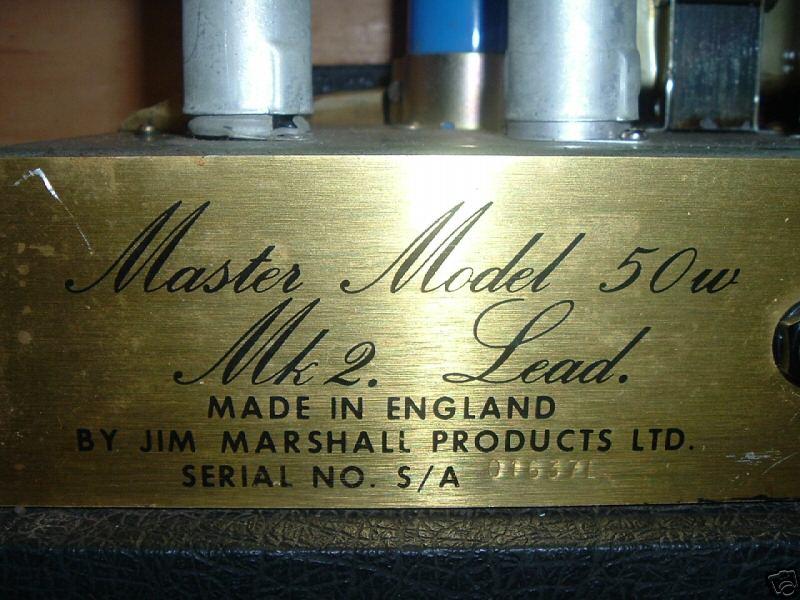 Master Model 50w
Mk 2. Lead.
MADE IN ENGLAND
BY JIM MARSHALL PRODUCTS LTD.
SERIAL NO. S/A